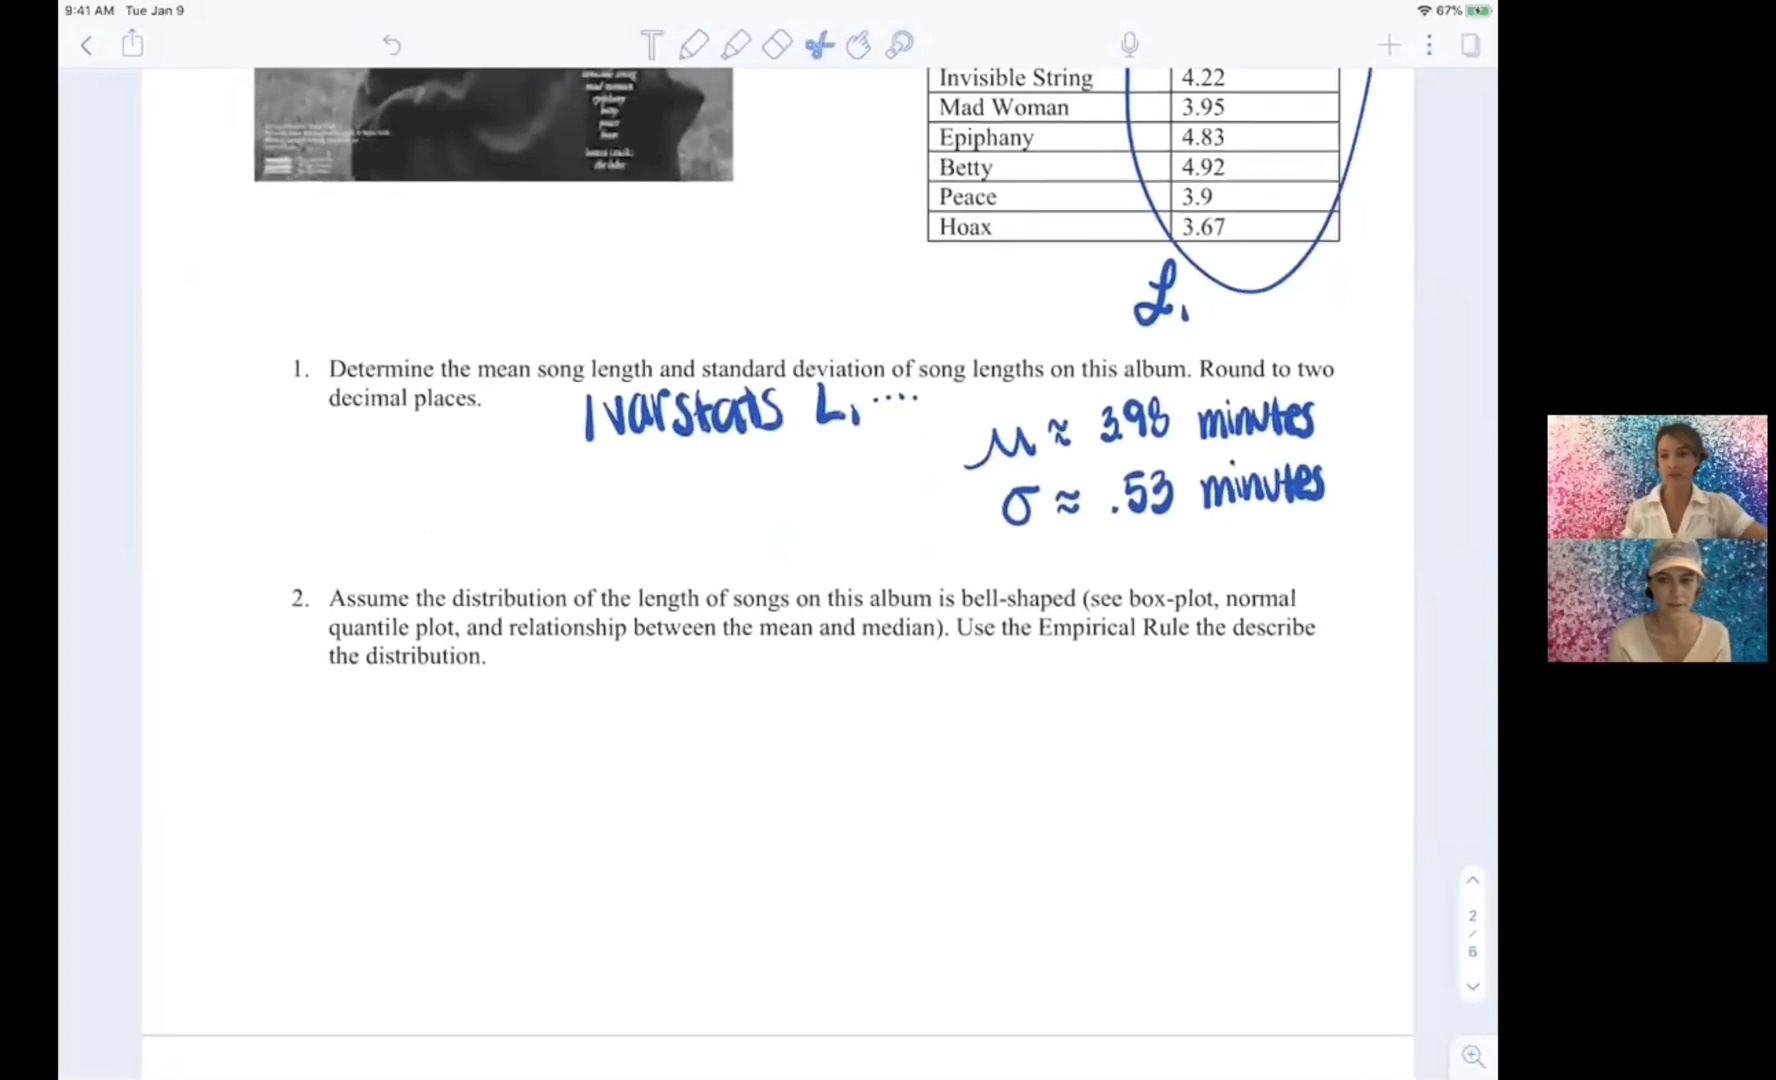 9:41 AM Tue Jan 9
67%
Invisible String 4.22
Mad Woman 3.95
Epiphany 4.83
Betty 4.92
Peace 3.9
Hoax 3.67
L1
1. Determine the mean song length and standard deviation of song lengths on this album. Round to two
decimal places.
1varstats L1 ....
μ ≈ 3.98 minutes
σ ≈ .53 minutes
2. Assume the distribution of the length of songs on this album is bell-shaped (see box-plot, normal
quantile plot, and relationship between the mean and median). Use the Empirical Rule the describe
the distribution.
2
/
6